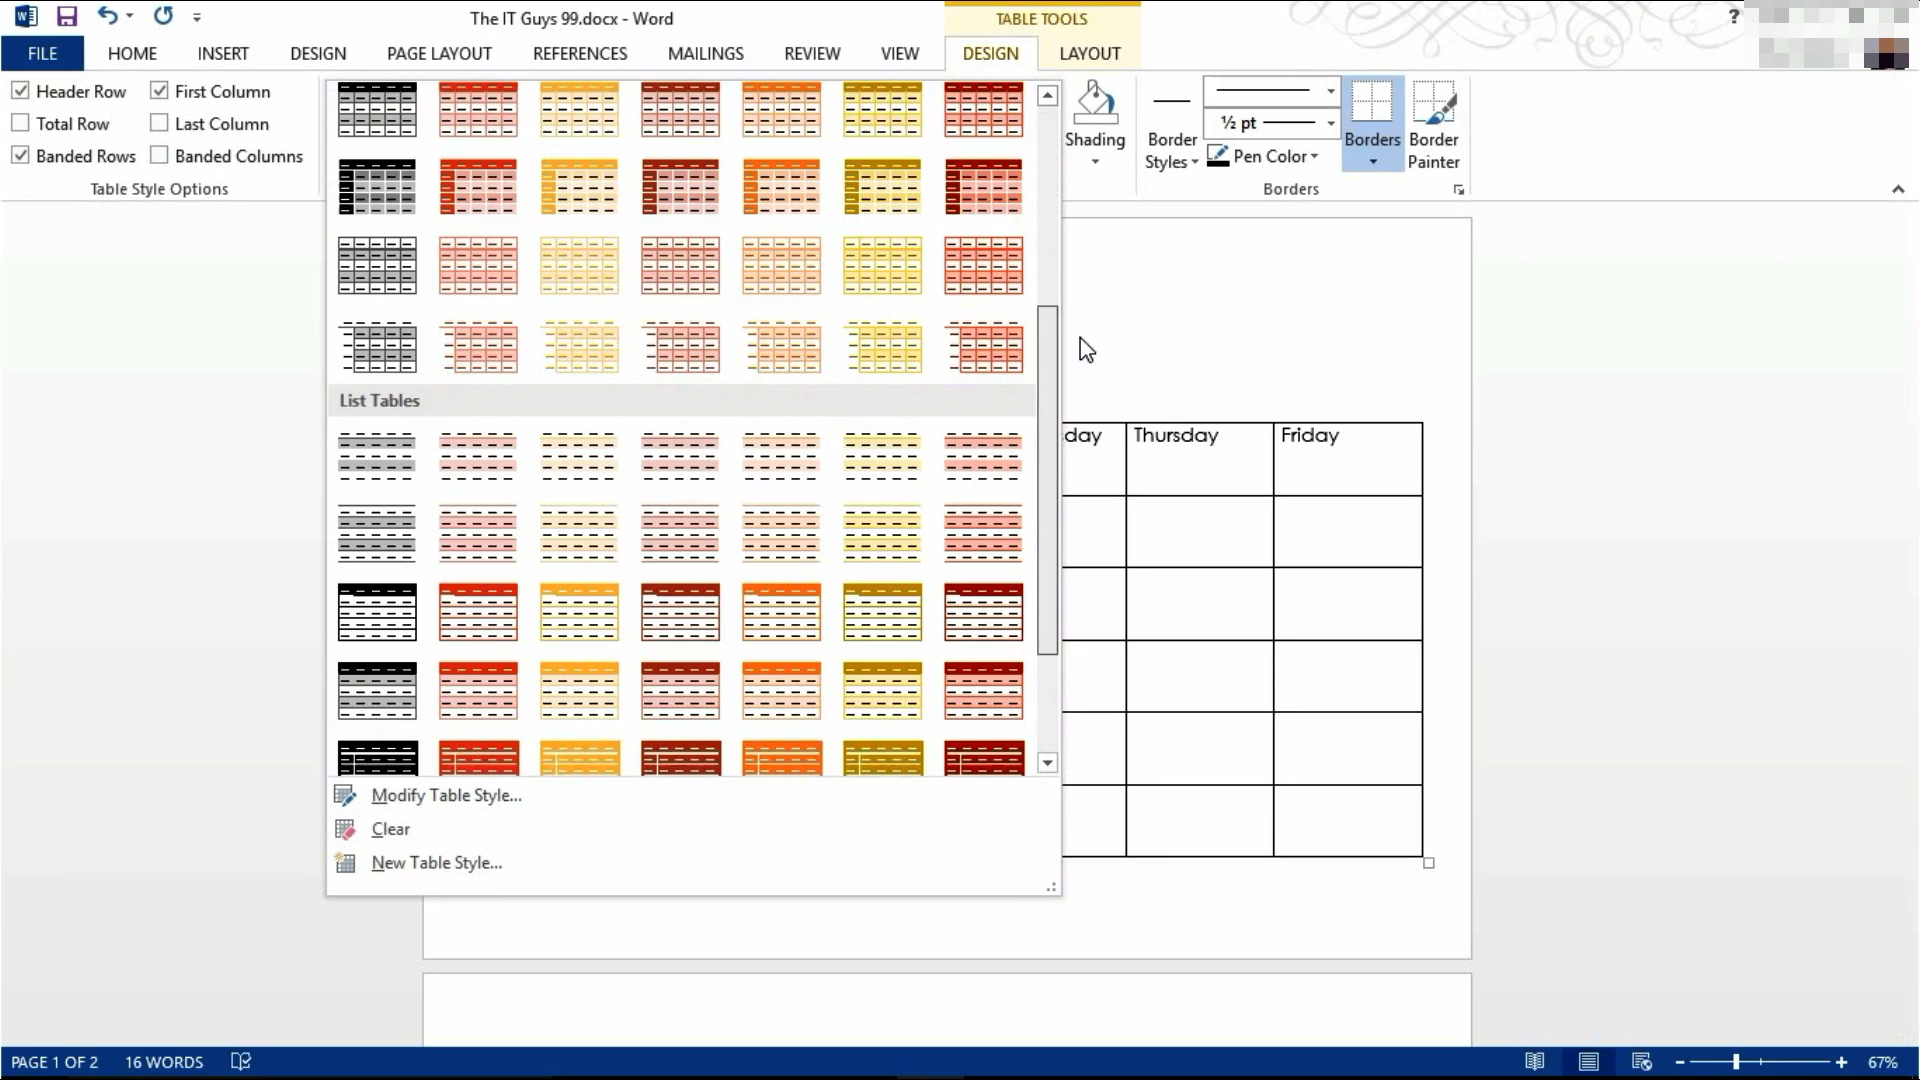 The IT Guys 99.docx - Word
TABLE TOOLS
?
FILE HOME INSERT DESIGN PAGE LAYOUT REFERENCES MAILINGS REVIEW VIEW DESIGN LAYOUT
Header Row First Column
Total Row Last Column
Banded Rows Banded Columns
Table Style Options
Shading
Border Styles
½ pt
Pen Color
Borders
Border Painter
Borders
List Tables
day Thursday Friday
Modify Table Style...
Clear
New Table Style...
PAGE 1 OF 2 16 WORDS 67%